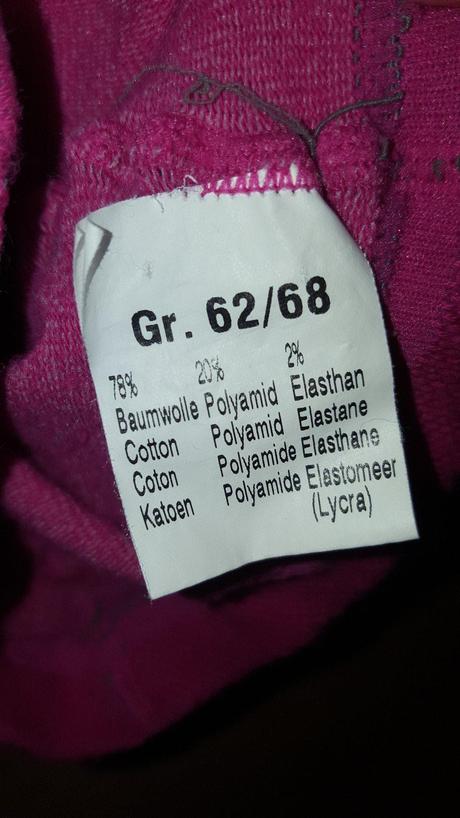 Gr. 62/68
78% 20% 2%
Baumwolle Polyamid Elasthan
Cotton Polyamid Elastane
Coton Polyamide Elasthane
Katoen Polyamide Elastomeer
(Lycra)